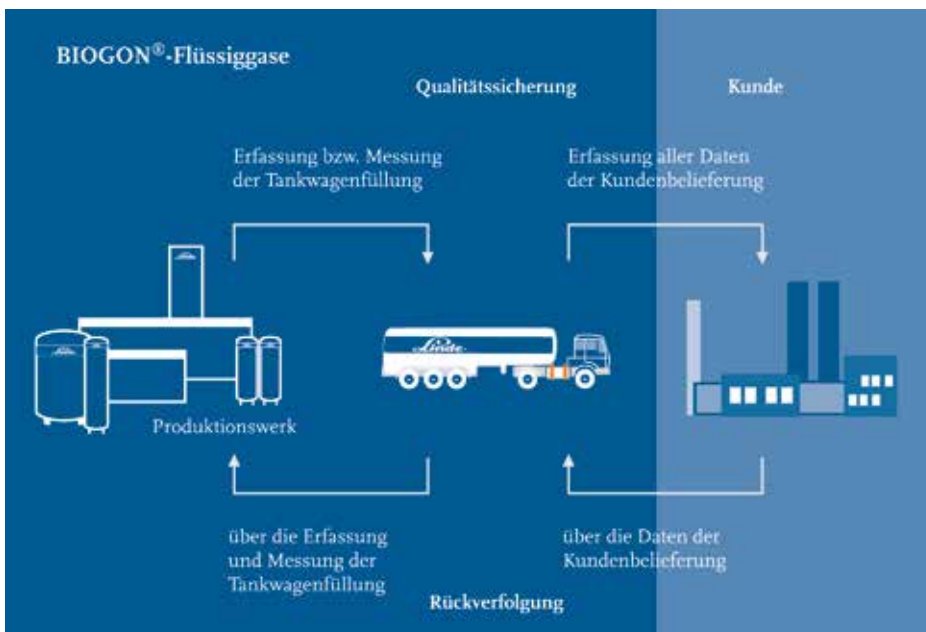 BIOGON®-Flüssiggase
Qualitätssicherung
Kunde
Erfassung bzw. Messung
der Tankwagenfüllung
Erfassung aller Daten
der Kundenbelieferung
Linde
Produktionswerk
über die Erfassung
und Messung der
Tankwagenfüllung
über die Daten der
Kundenbelieferung
Rückverfolgung